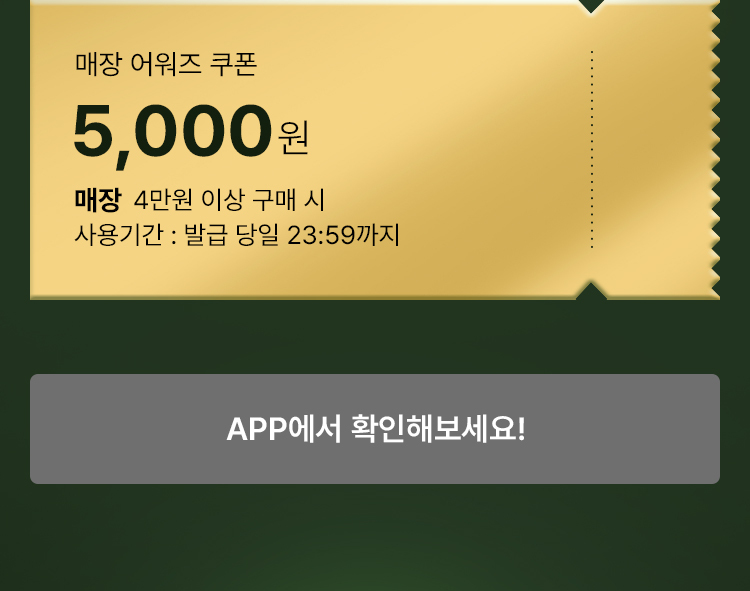 매장 어워즈 쿠폰
5,000원
매장 4만원 이상 구매 시
사용기간 : 발급 당일 23:59까지
APP에서 확인해보세요!